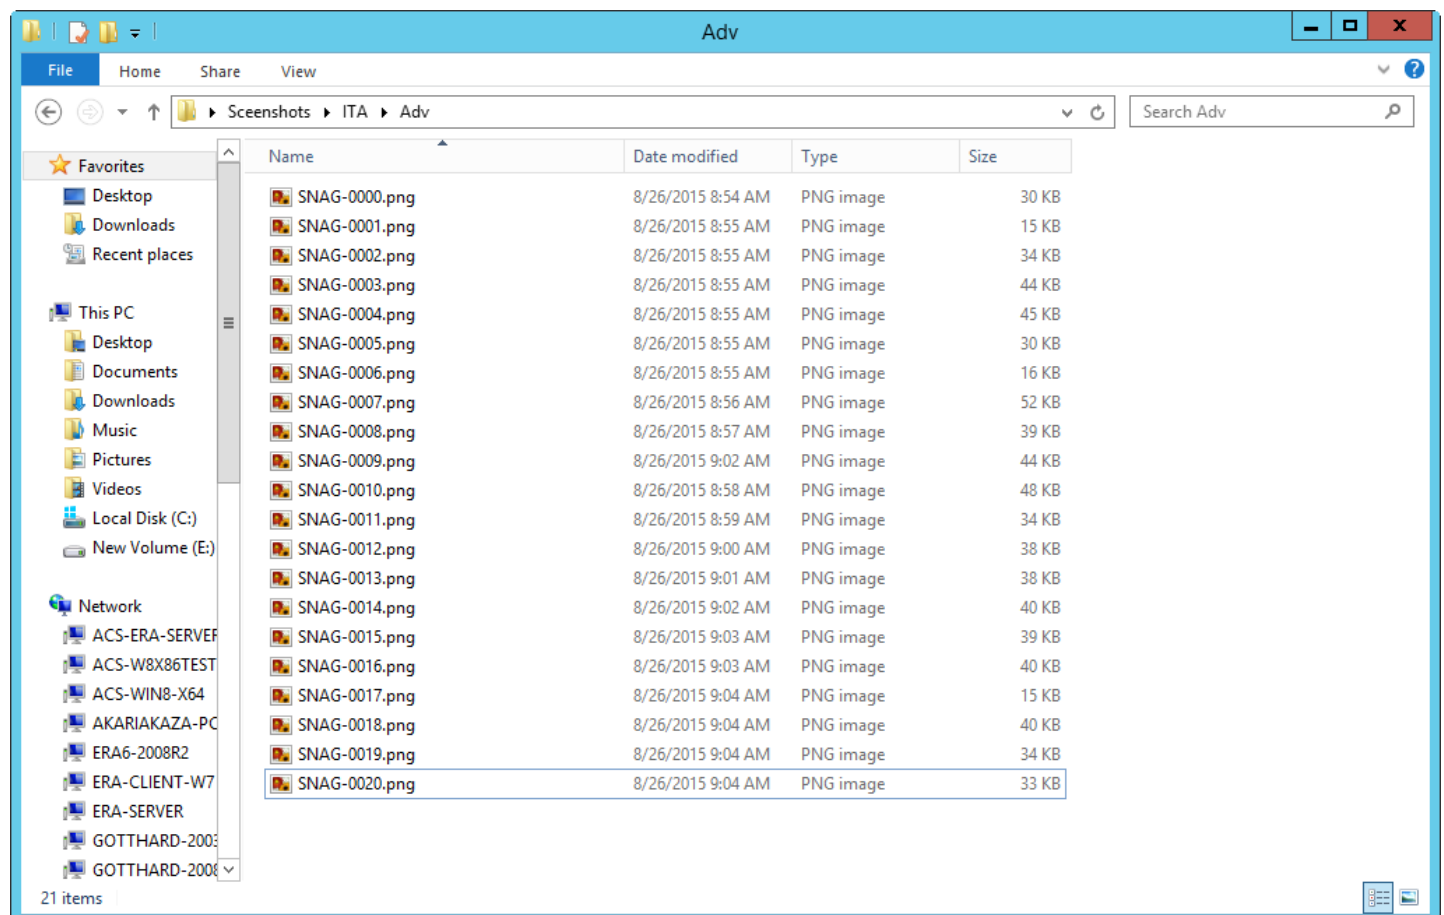 Adv
File Home Share View
Sceenshots ITA Adv
Search Adv
Favorites
Desktop
Downloads
Recent places
This PC
Desktop
Documents
Downloads
Music
Pictures
Videos
Local Disk (C:)
New Volume (E:)
Network
ACS-ERA-SERVER
ACS-W8X86TEST
ACS-WIN8-X64
AKARIAKAZA-PC
ERA6-2008R2
ERA-CLIENT-W7
ERA-SERVER
GOTTHARD-2003
GOTTHARD-2008
Name Date modified Type Size
SNAG-0000.png 8/26/2015 8:54 AM PNG image 30 KB
SNAG-0001.png 8/26/2015 8:55 AM PNG image 15 KB
SNAG-0002.png 8/26/2015 8:55 AM PNG image 34 KB
SNAG-0003.png 8/26/2015 8:55 AM PNG image 44 KB
SNAG-0004.png 8/26/2015 8:55 AM PNG image 45 KB
SNAG-0005.png 8/26/2015 8:55 AM PNG image 30 KB
SNAG-0006.png 8/26/2015 8:55 AM PNG image 16 KB
SNAG-0007.png 8/26/2015 8:56 AM PNG image 52 KB
SNAG-0008.png 8/26/2015 8:57 AM PNG image 39 KB
SNAG-0009.png 8/26/2015 9:02 AM PNG image 44 KB
SNAG-0010.png 8/26/2015 8:58 AM PNG image 48 KB
SNAG-0011.png 8/26/2015 8:59 AM PNG image 34 KB
SNAG-0012.png 8/26/2015 9:00 AM PNG image 38 KB
SNAG-0013.png 8/26/2015 9:01 AM PNG image 38 KB
SNAG-0014.png 8/26/2015 9:02 AM PNG image 40 KB
SNAG-0015.png 8/26/2015 9:03 AM PNG image 39 KB
SNAG-0016.png 8/26/2015 9:03 AM PNG image 40 KB
SNAG-0017.png 8/26/2015 9:04 AM PNG image 15 KB
SNAG-0018.png 8/26/2015 9:04 AM PNG image 40 KB
SNAG-0019.png 8/26/2015 9:04 AM PNG image 34 KB
SNAG-0020.png 8/26/2015 9:04 AM PNG image 33 KB
21 items